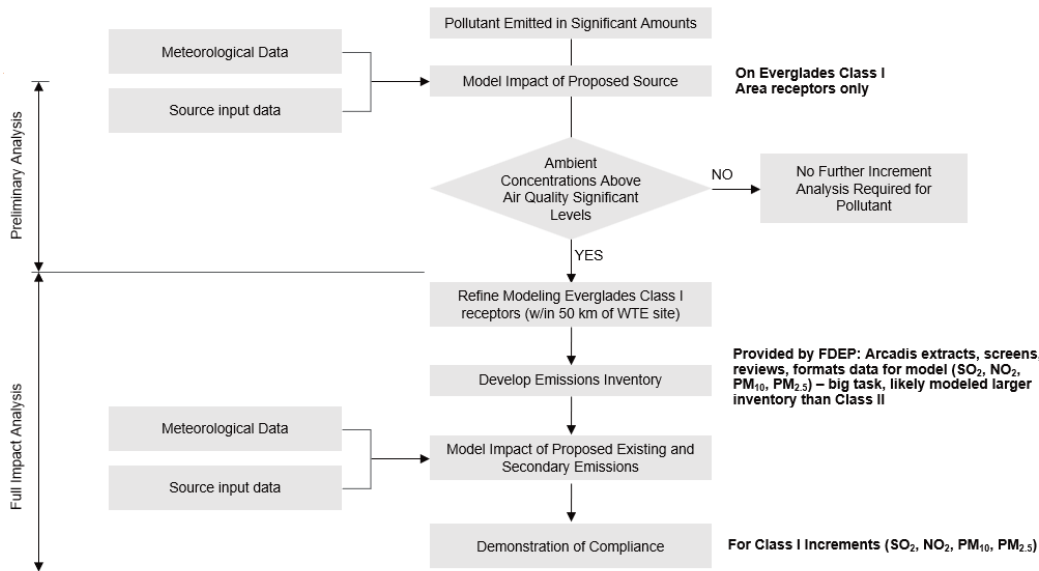 Pollutant Emitted in Significant Amounts
Meteorological Data
Model Impact of Proposed Source
On Everglades Class I
Area receptors only
Source input data
Preliminary Analysis
Ambient
Concentrations Above
Air Quality Significant
Levels
NO
No Further Increment
Analysis Required for
Pollutant
YES
Refine Modeling Everglades Class I
receptors (w/in 50 km of WTE site)
Develop Emissions Inventory
Provided by FDEP: Arcadis extracts, screens,
reviews, formats data for model (SO₂, NO₂,
PM₁₀, PM₂.₅) – big task, likely modeled larger
inventory than Class II
Full Impact Analysis
Meteorological Data
Model Impact of Proposed Existing and
Secondary Emissions
Source input data
Demonstration of Compliance
For Class I Increments (SO₂, NO₂, PM₁₀, PM₂.₅)